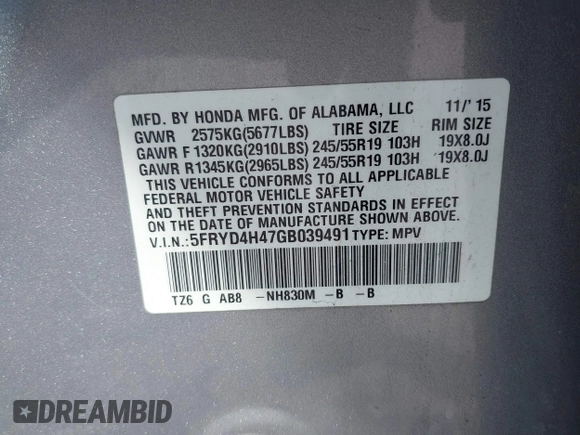 MFD. BY HONDA MFG. OF ALABAMA, LLC 11/'15
GVWR 2575KG(5677LBS) TIRE SIZE RIM SIZE
GAWR F 1320KG(2910LBS) 245/55R19 103H 19X8.0J
GAWR R 1345KG(2965LBS) 245/55R19 103H 19X8.0J
THIS VEHICLE CONFORMS TO ALL APPLICABLE
FEDERAL MOTOR VEHICLE SAFETY
AND THEFT PREVENTION STANDARDS IN EFFECT
ON THE DATE OF MANUFACTURE SHOWN ABOVE.
V.I.N.:5FRYD4H47GB039491 TYPE: MPV
TZ6 G AB8 -NH830M -B -B
DREAMBID